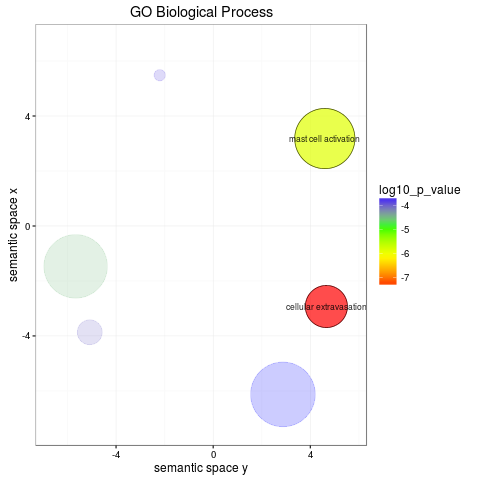 GO Biological Process
4
0
-4
semantic space x
mast cell activation
cellular extravasation
-4
0
4
semantic space y
log10_p_value
-4
-5
-6
-7